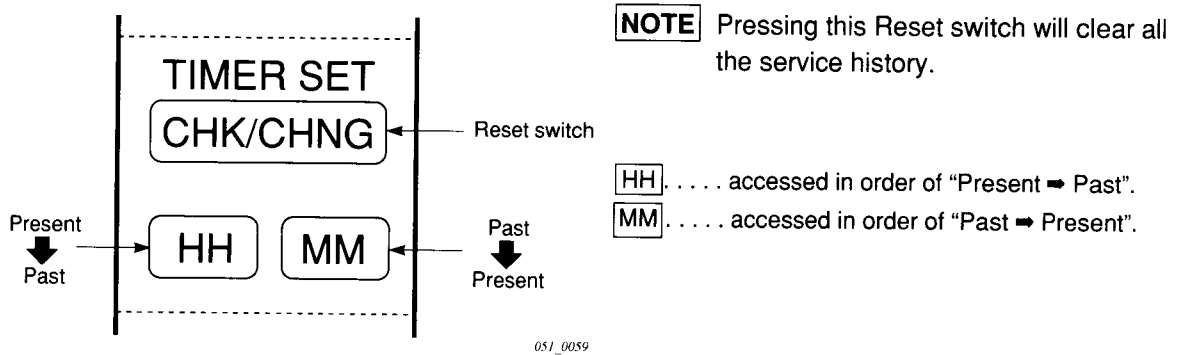 TIMER SET
CHK/CHNG
Reset switch
Present
Past
HH
MM
Past
Present
051_0059
NOTE Pressing this Reset switch will clear all
the service history.
HH . . . . . accessed in order of “Present ➡ Past”.
MM . . . . . accessed in order of “Past ➡ Present”.